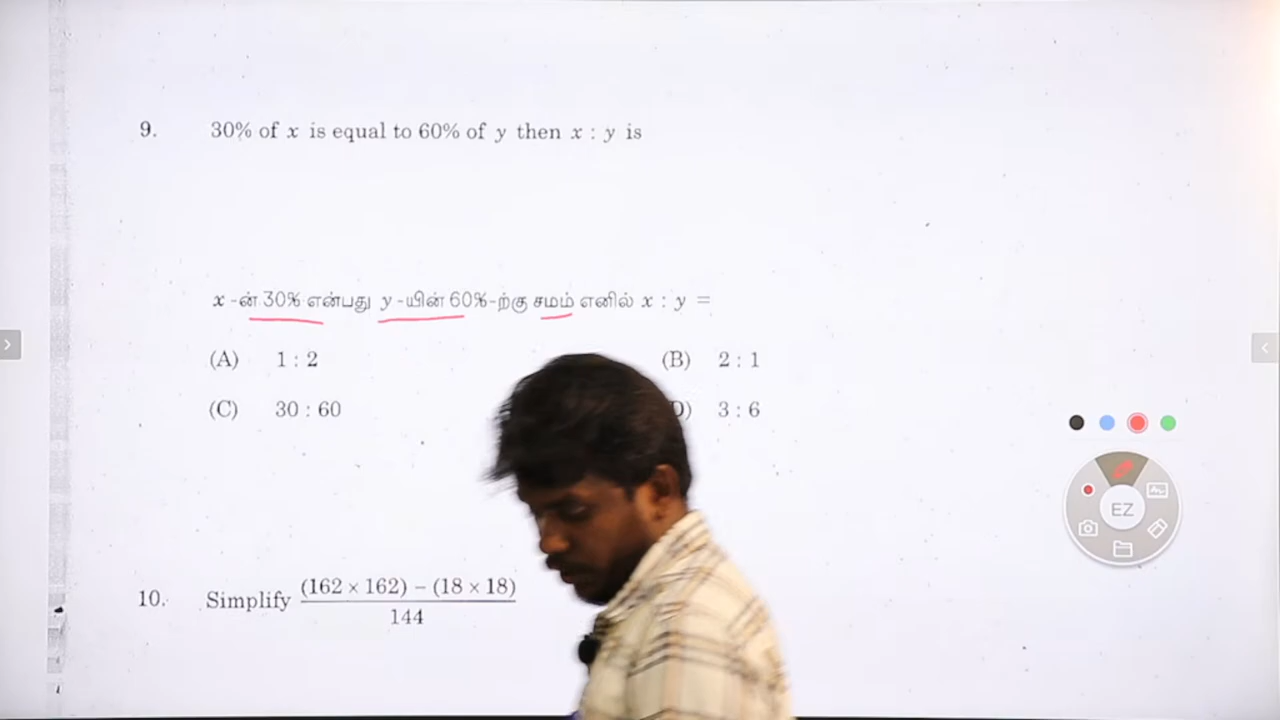 9. 30% of x is equal to 60% of y then x : y is
x -ன் 30% என்பது y -யின் 60%-ற்கு சமம் எனில் x : y =
(A) 1 : 2 (B) 2 : 1
(C) 30 : 60 D) 3 : 6
10. Simplify (162 × 162) – (18 × 18)
144
EZ